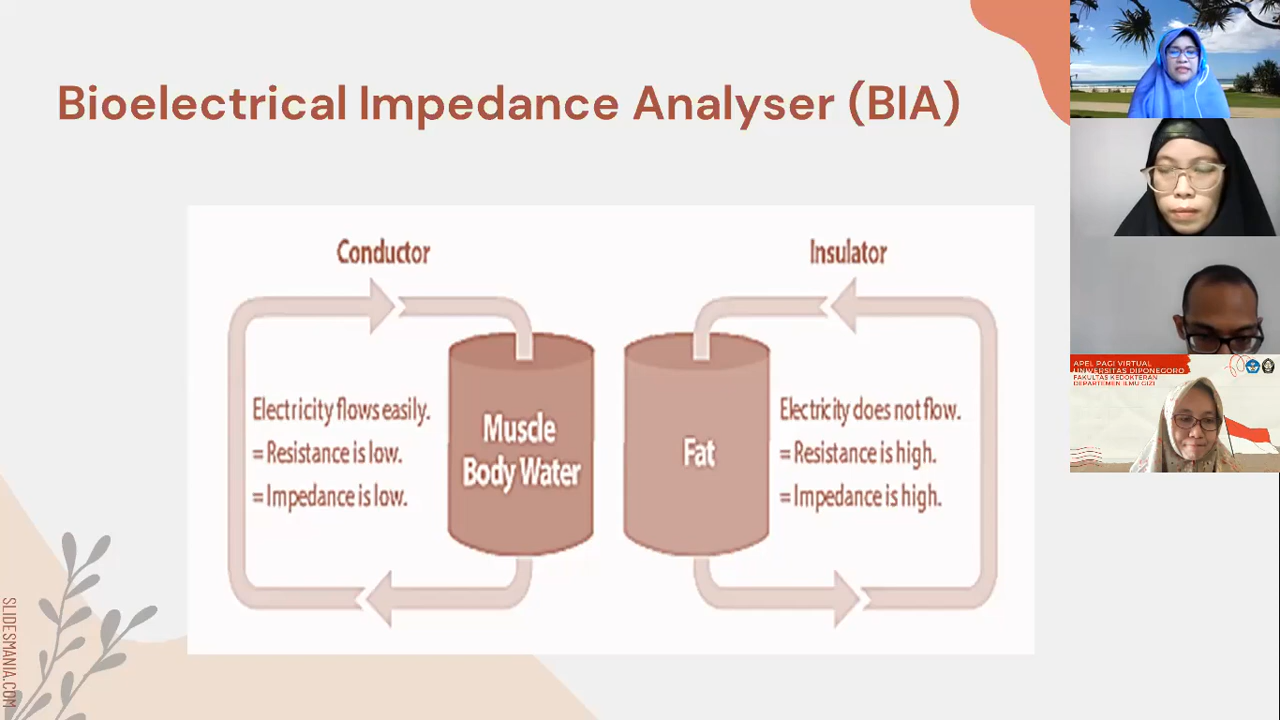 Bioelectrical Impedance Analyser (BIA)
Conductor
Electricity flows easily.
= Resistance is low.
= Impedance is low.
Muscle
Body Water
Insulator
Fat
Electricity does not flow.
= Resistance is high.
= Impedance is high.
SLIDESMANIA.COM
APEL PAGI VIRTUAL
UNIVERSITAS DIPONEGORO
FAKULTAS KEDOKTERAN
DEPARTEMEN ILMU GIZI